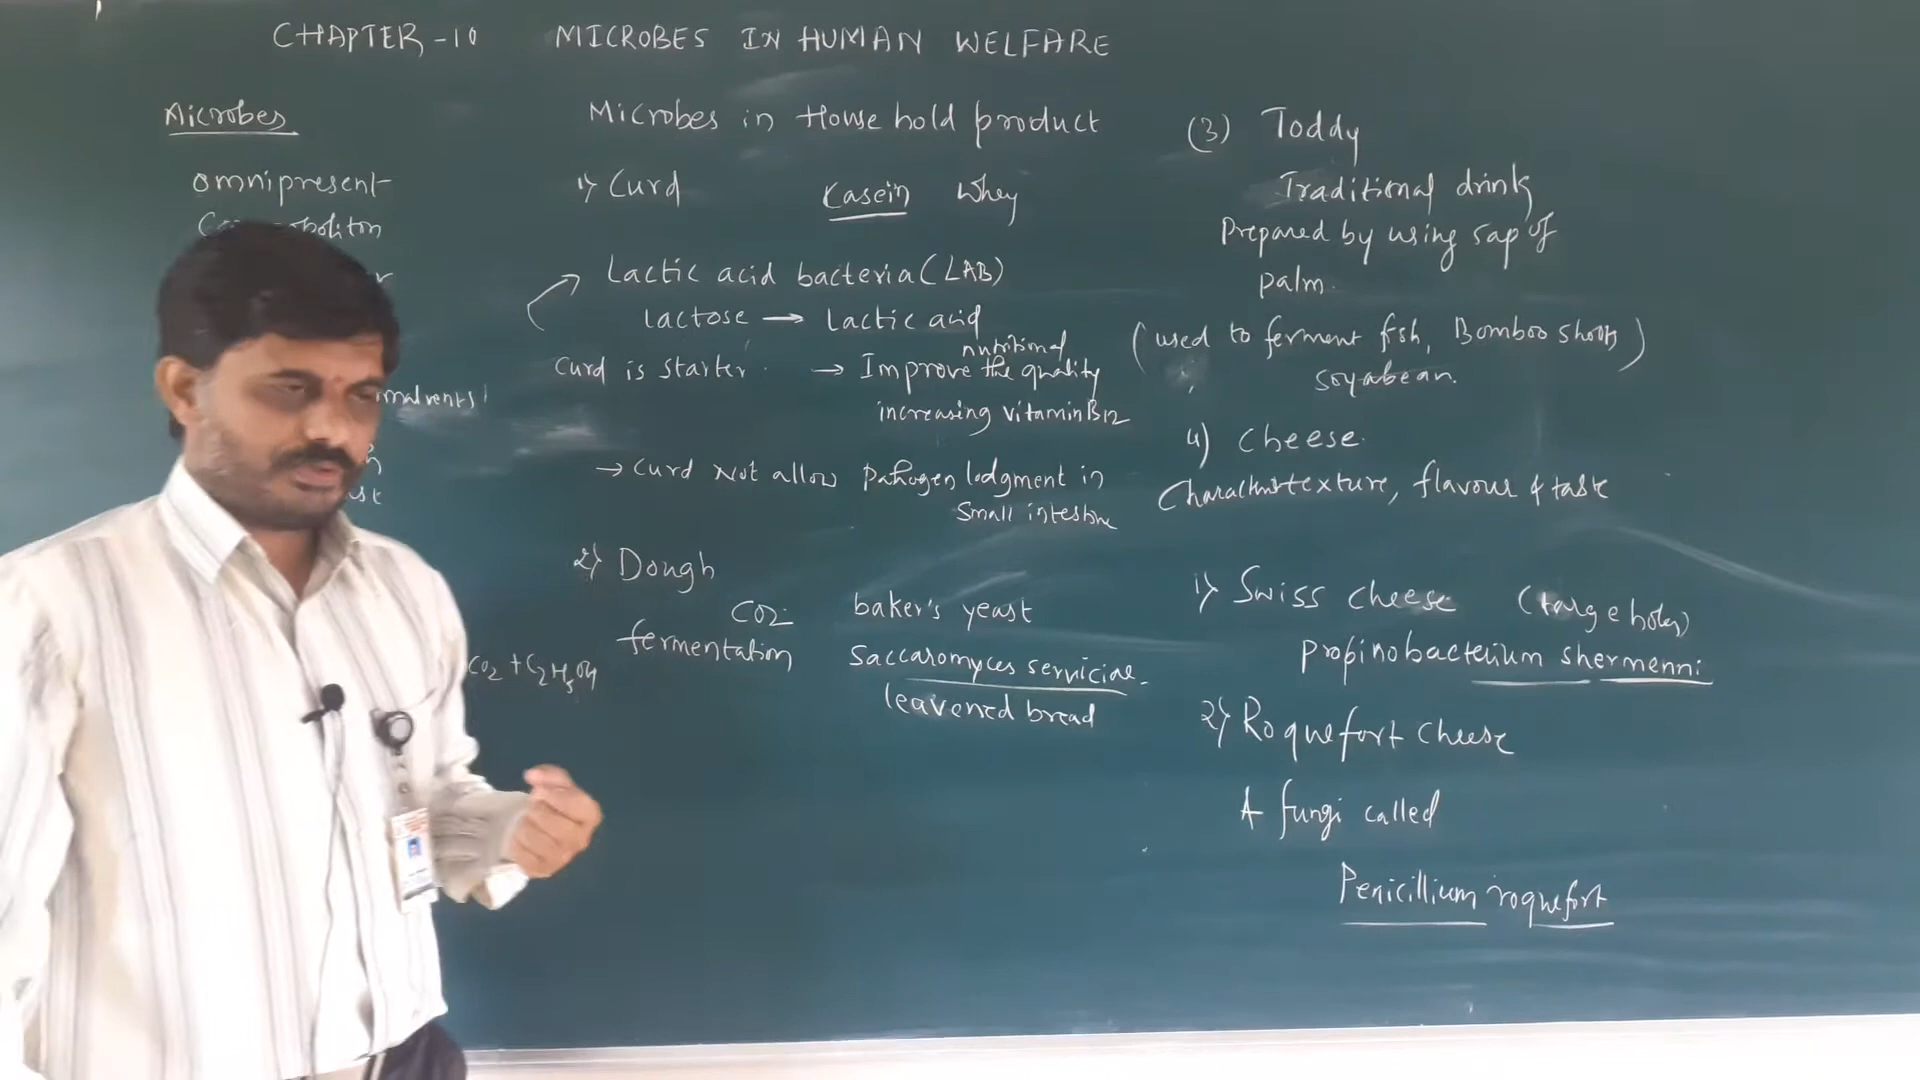 CHAPTER-10 MICROBES IN HUMAN WELFARE
Microbes
omnipresent
Microbes in House hold product
1) Curd Kasein Whey
Lactic acid bacteria (LAB)
Lactose → Lactic acid
nutritional
Curd is starter. → Improve the quality
increasing vitamin B12
→ Curd Not allow pathogen lodgment in
Small intestine
2) Dough
CO2 baker's yeast
fermentation Saccaromyces serviciae.
CO2 + C2H5OH
leavened bread
(3) Toddy
Traditional drink
Prepared by using sap of
palm.
(used to ferment fish, Bomboo shoots)
soyabean.
4) Cheese.
texture, flavour & taste
1) Swiss cheese (Large holes)
propinobacterium shermenni
2) Roquefort cheese
A fungi called
Penicillium roquefort